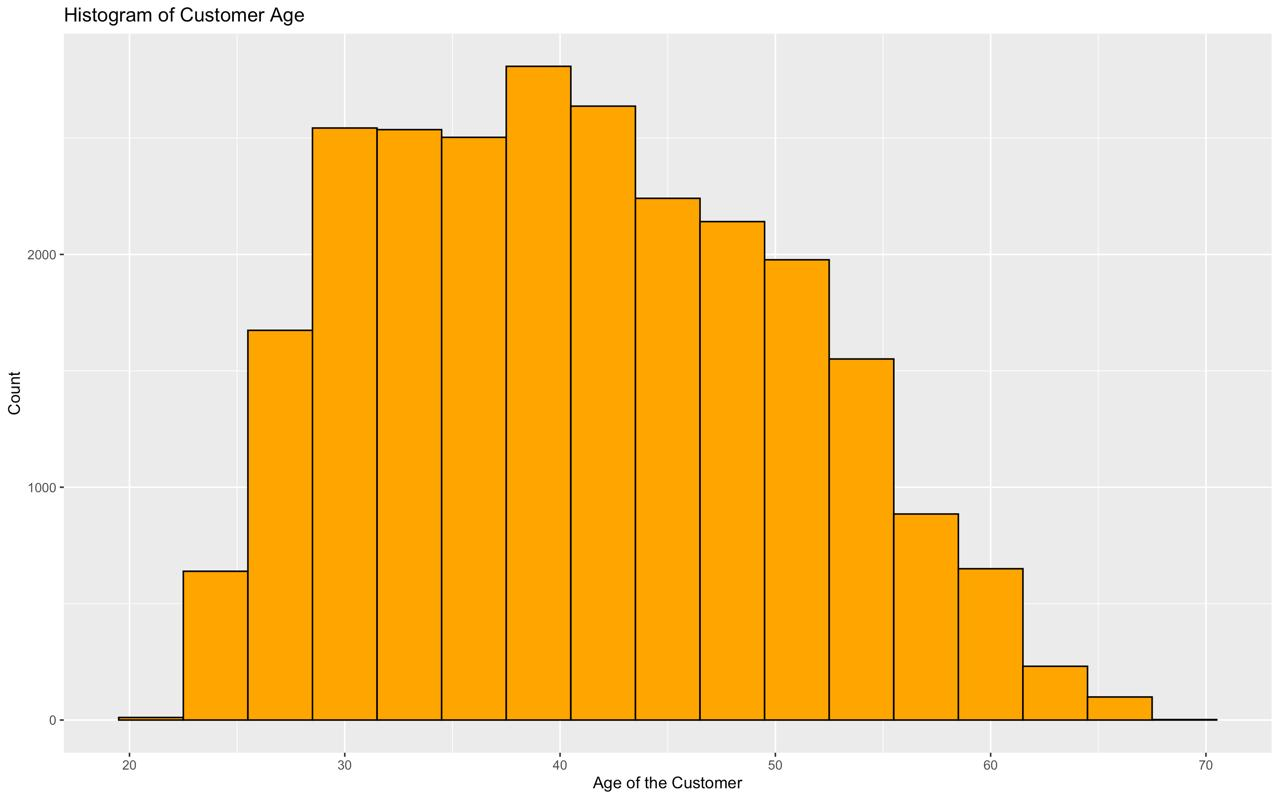 Histogram of Customer Age
2000
1000
0
Count
20 30 40 50 60 70
Age of the Customer